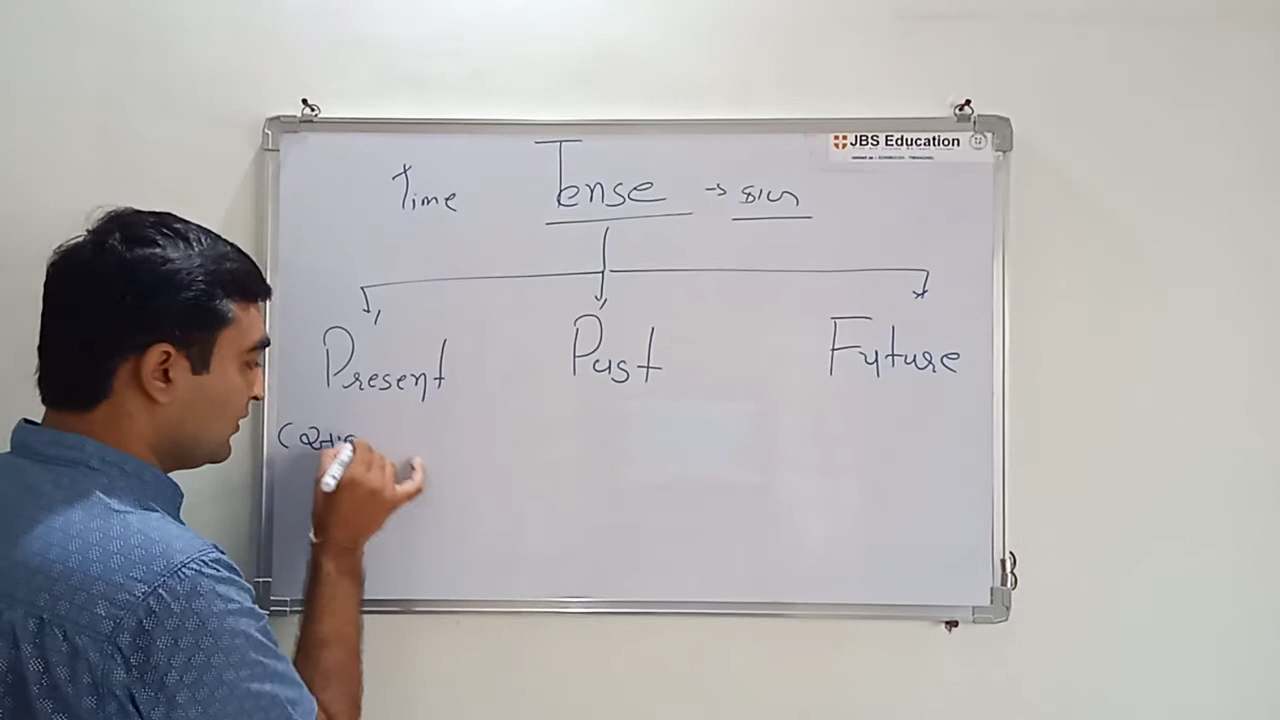 JBS Education
Time Tense → કાળ
Present Past Future